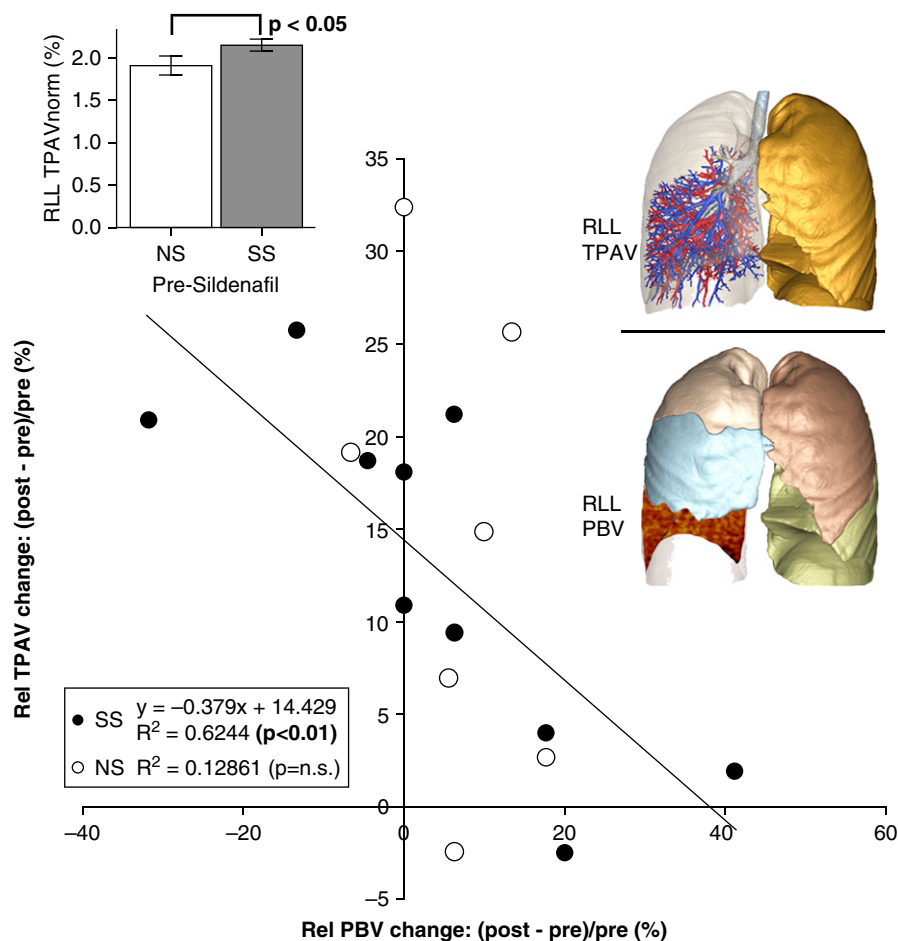 p < 0.05
RLL TPAVnorm (%)
2.0
1.5
1.0
0.5
0.0
NS
SS
Pre-Sildenafil
RLL
TPAV
RLL
PBV
Rel TPAV change: (post - pre)/pre (%)
35
30
25
20
15
10
5
0
–5
SS y = –0.379x + 14.429
R² = 0.6244 (p<0.01)
NS R² = 0.12861 (p=n.s.)
–40
–20
0
20
40
60
Rel PBV change: (post - pre)/pre (%)